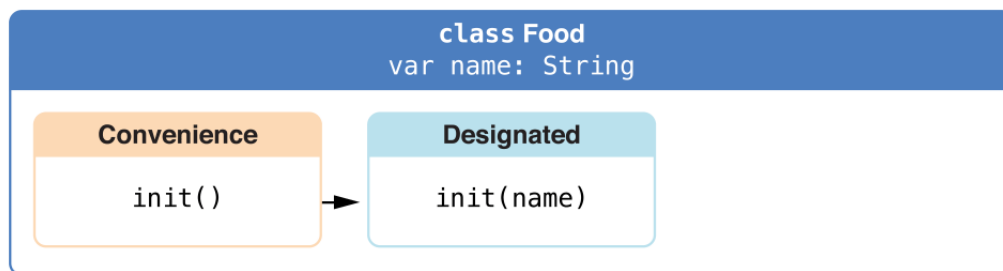 class Food
var name: String
Convenience
Designated
init()
init(name)